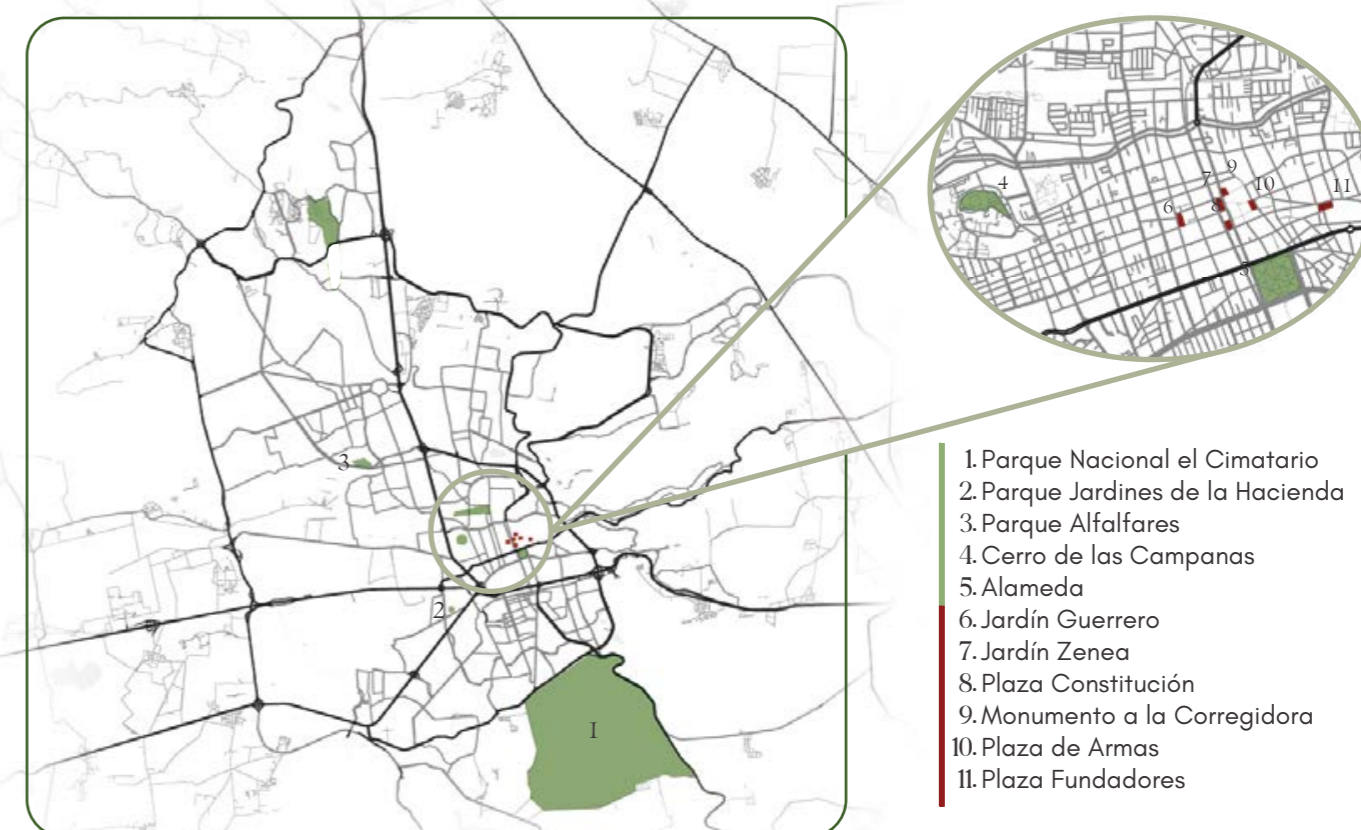 4
9
7
10
11
6
8
5
3
2
1
1. Parque Nacional el Cimatario
2. Parque Jardines de la Hacienda
3. Parque Alfalfares
4. Cerro de las Campanas
5. Alameda
6. Jardín Guerrero
7. Jardín Zenea
8. Plaza Constitución
9. Monumento a la Corregidora
10. Plaza de Armas
11. Plaza Fundadores